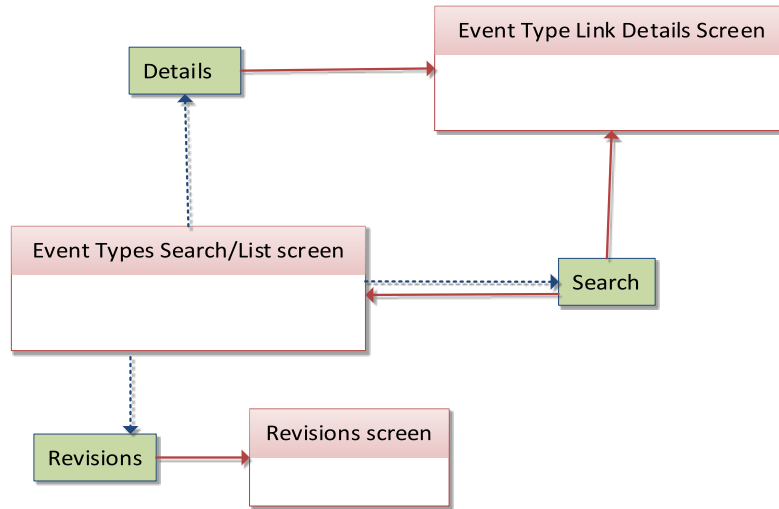 Event Type Link Details Screen
Details
Event Types Search/List screen
Search
Revisions screen
Revisions